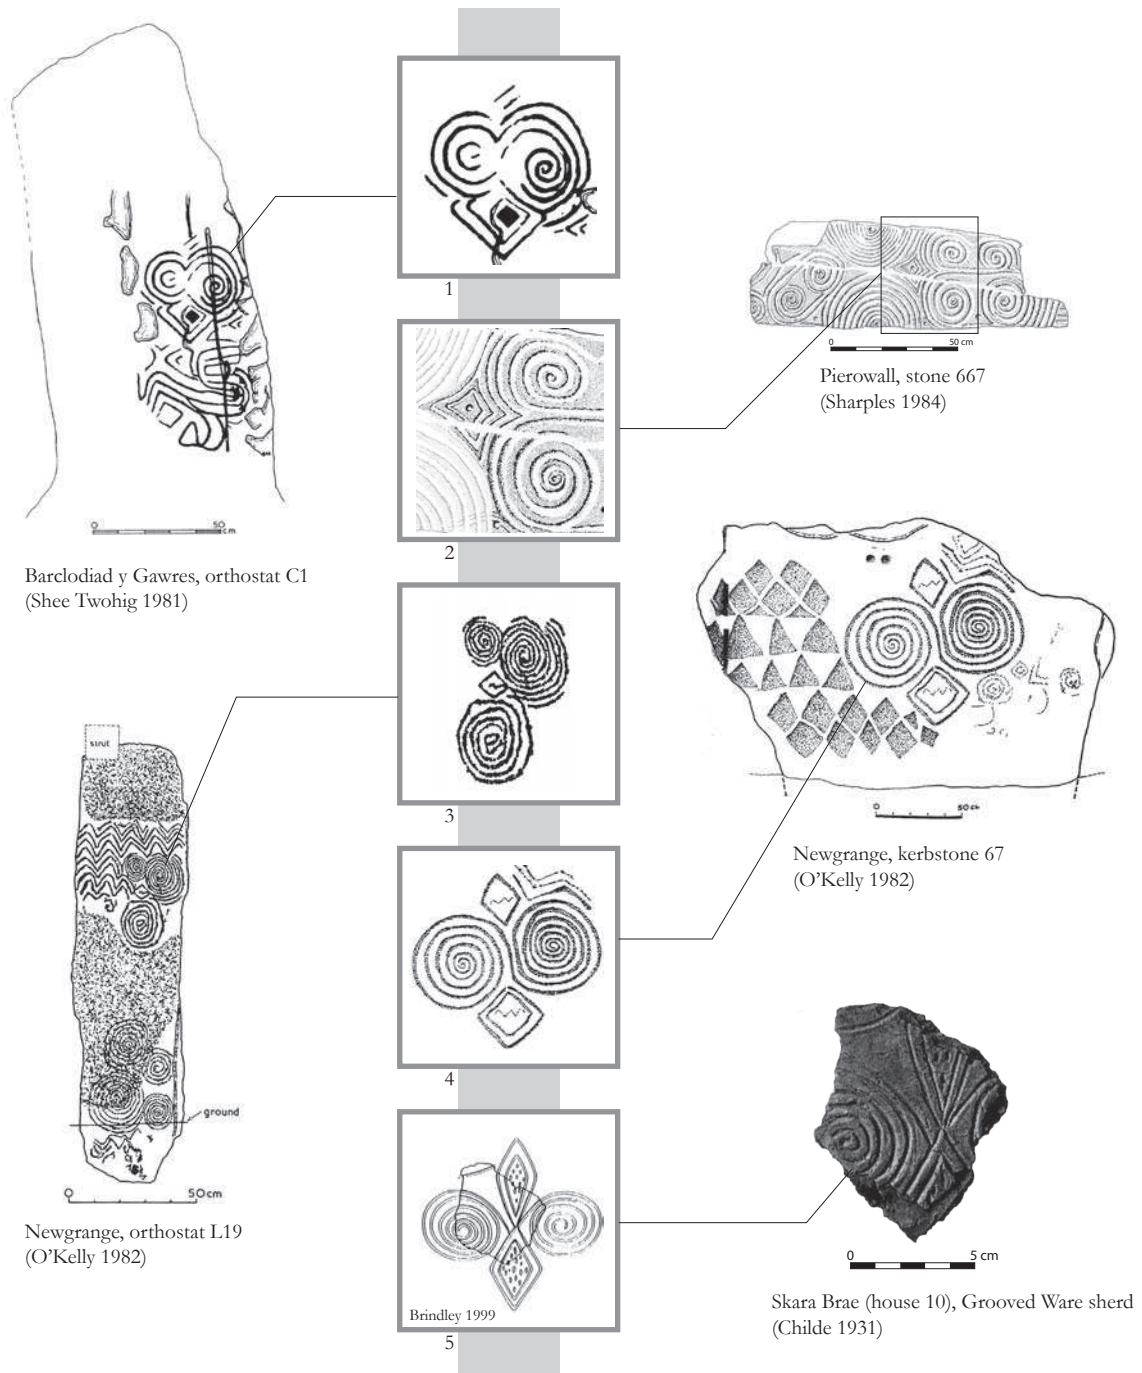 1
0
50
cm
Barclodiad y Gawres, orthostat C1
(Shee Twohig 1981)
0
50 cm
Pierowall, stone 667
(Sharples 1984)
2
3
strut
ground
0
50cm
Newgrange, orthostat L19
(O'Kelly 1982)
0
50 cm
Newgrange, kerbstone 67
(O'Kelly 1982)
4
Brindley 1999
5
0
5 cm
Skara Brae (house 10), Grooved Ware sherd
(Childe 1931)